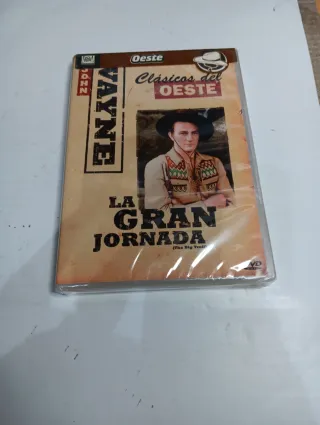 Oeste
JOHN
WAYNE
Clásicos del
OESTE
LA
GRAN
JORNADA
(The Big Trail)